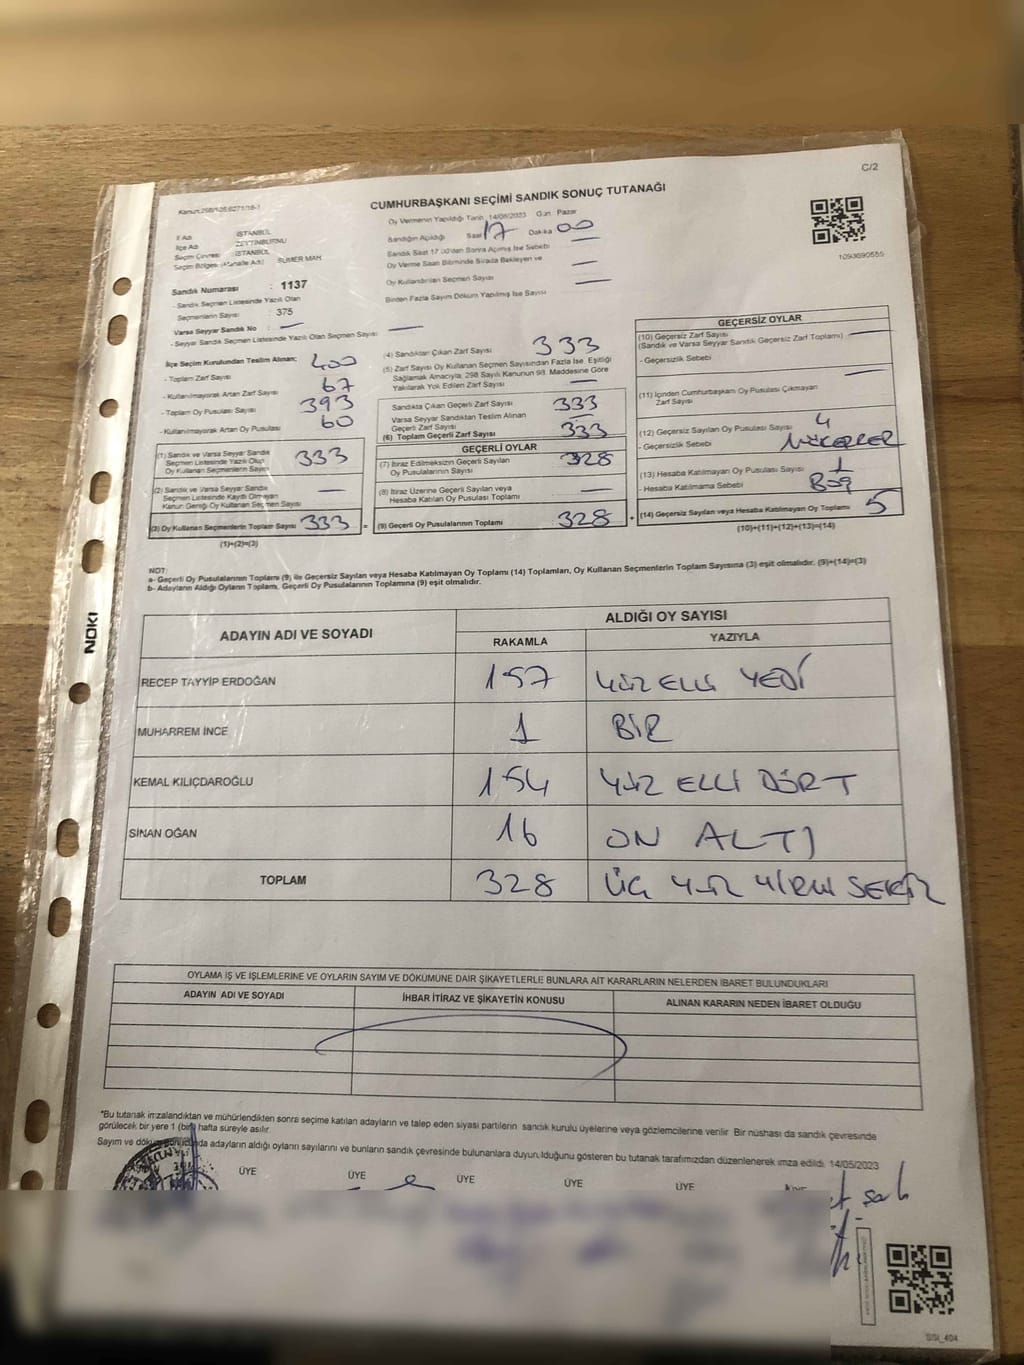 C/2
CUMHURBAŞKANI SEÇİMİ SANDIK SONUÇ TUTANAĞI
Oy Vermenin Yapıldığı Tarih 14/05/2023 Gün: Pazar
İl Adı : İSTANBUL
İlçe Adı : ZEYTİNBURNU
Seçim Çevresi : İSTANBUL
Seçim Bölgesi (Mahalle Adı) : SÜMER MAH
Sandığın Açıldığı Saat 17 Dakika 00
Sandık Saat 17 00'den Sonra Açılmış İse Sebebi
Oy Verme Saati Bitiminde Sırada Bekleyen ve
Oy Kullandırılan Seçmen Sayısı
Birden Fazla Sayım Döküm Yapılmış İse Sayısı
1093690555
Sandık Numarası : 1137
- Sandık Seçmen Listesinde Yazılı Olan
Seçmenlerin Sayısı : 375
Varsa Seyyar Sandık No : —
- Seyyar Sandık Seçmen Listesinde Yazılı Olan Seçmen Sayısı : —
İlçe Seçim Kurulundan Teslim Alınan;
- Toplam Zarf Sayısı 400
- Kullanılmayarak Artan Zarf Sayısı 67
- Toplam Oy Pusulası Sayısı 393
- Kullanılmayarak Artan Oy Pusulası 60
(1) Sandık ve Varsa Seyyar Sandık
Seçmen Listesinde Yazılı Olup
Oy Kullanan Seçmenlerin Sayısı 333
(2) Sandık ve Varsa Seyyar Sandık
Seçmen Listesinde Kayıtlı Olmayan
Kanun Gereği Oy Kullanan Seçmen Sayısı —
(3) Oy Kullanan Seçmenlerin Toplam Sayısı 333 =
(1)+(2)=(3)
(4) Sandıktan Çıkan Zarf Sayısı 333
(5) Zarf Sayısı Oy Kullanan Seçmen Sayısından Fazla İse, Eşitliği
Sağlamak Amacıyla, 298 Sayılı Kanunun 98. Maddesine Göre
Yakılarak Yok Edilen Zarf Sayısı —
Sandıkta Çıkan Geçerli Zarf Sayısı 333
Varsa Seyyar Sandıktan Teslim Alınan
Geçerli Zarf Sayısı —
(6) Toplam Geçerli Zarf Sayısı 333
GEÇERLİ OYLAR
(7) İtiraz Edilmeksizin Geçerli Sayılan
Oy Pusulalarının Sayısı 328
(8) İtiraz Üzerine Geçerli Sayılan veya
Hesaba Katılan Oy Pusulası Toplamı —
(9) Geçerli Oy Pusulalarının Toplamı 328 +
GEÇERSİZ OYLAR
(10) Geçersiz Zarf Sayısı
(Sandık ve Varsa Seyyar Sandık Geçersiz Zarf Toplamı) —
- Geçersizlik Sebebi —
(11) İçinden Cumhurbaşkanı Oy Pusulası Çıkmayan
Zarf Sayısı
(12) Geçersiz Sayılan Oy Pusulası Sayısı 4
- Geçersizlik Sebebi MÜKERRER
(13) Hesaba Katılmayan Oy Pusulası Sayısı 1
- Hesaba Katılmama Sebebi Boş
(14) Geçersiz Sayılan veya Hesaba Katılmayan Oy Toplamı 5
(10)+(11)+(12)+(13)=(14)
NOT:
a- Geçerli Oy Pusulalarının Toplamı (9) ile Geçersiz Sayılan veya Hesaba Katılmayan Oy Toplamı (14) Toplamları, Oy Kullanan Seçmenlerin Toplam Sayısına (3) eşit olmalıdır. (9)+(14)=(3)
b- Adayların Aldığı Oyların Toplamı, Geçerli Oy Pusulalarının Toplamına (9) eşit olmalıdır.
NOKI
ADAYIN ADI VE SOYADI
ALDIĞI OY SAYISI
RAKAMLA YAZIYLA
RECEP TAYYİP ERDOĞAN 157 YÜZ ELLİ YEDİ
MUHARREM İNCE 1 BİR
KEMAL KILIÇDAROĞLU 154 YÜZ ELLİ DÖRT
SİNAN OĞAN 16 ON ALTI
TOPLAM 328 ÜÇ YÜZ YİRMİ SEKİZ
OYLAMA İŞ VE İŞLEMLERİNE VE OYLARIN SAYIM VE DÖKÜMÜNE DAİR ŞİKAYETLERLE BUNLARA AİT KARARLARIN NELERDEN İBARET BULUNDUKLARI
ADAYIN ADI VE SOYADI İHBAR İTİRAZ VE ŞİKAYETİN KONUSU ALINAN KARARIN NEDEN İBARET OLDUĞU
*Bu tutanak imzalandıktan ve mühürlendikten sonra seçime katılan adayların ve talep eden siyasi partilerin sandık kurulu üyelerine veya gözlemcilerine verilir. Bir nüshası da sandık çevresinde
görülecek bir yere 1 (bir) hafta süreyle asılır.
Sayım ve döküm sonucunda adayların aldığı oyların sayılarını ve bunların sandık çevresinde bulunanlara duyurulduğunu gösteren bu tutanak tarafımızdan düzenlenerek imza edildi. 14/05/2023
ÜYE ÜYE ÜYE ÜYE ÜYE
SSI_404